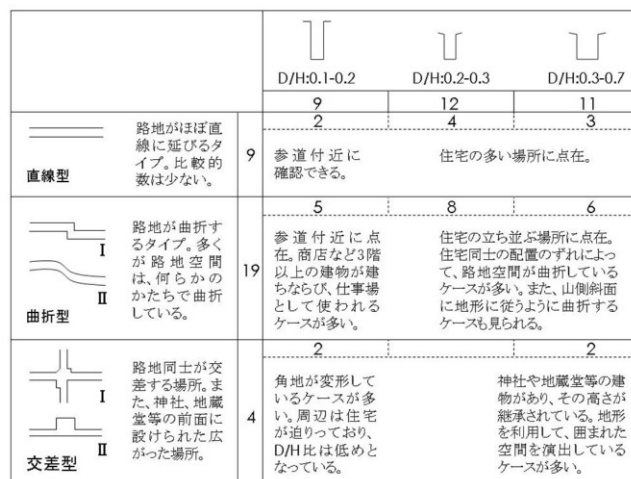 D/H:0.1-0.2
D/H:0.2-0.3
D/H:0.3-0.7
9
12
11
直線型
路地がほぼ直
線に延びるタ
イプ。比較的
数は少ない。
9
2
4
3
参道付近に
確認できる。
住宅の多い場所に点在。
I
II
曲折型
路地が曲折す
るタイプ。多く
が路地空間
は、何らかの
かたちで曲折
している。
19
5
8
6
参道付近に点
在。商店など3階
以上の建物が建
ちならび、仕事場
として使われる
ケースが多い。
住宅の立ち並ぶ場所に点在。
住宅同士の配置のずれによっ
て、路地空間が曲折している
ケースが多い。また、山側斜面
に地形に従うように曲折する
ケースも見られる。
I
II
交差型
路地同士が交
差する場所。ま
た、神社、地蔵
堂等の前面に
設けられた広
がった場所。
4
2
2
角地が変形して
いるケースが多
い。周辺は住宅
が迫りっており、
D/H比は低めと
なっている。
神社や地蔵堂等の建
物があり、その高さが
継承されている。地形
を利用して、囲まれた
空間を演出している
ケースが多い。